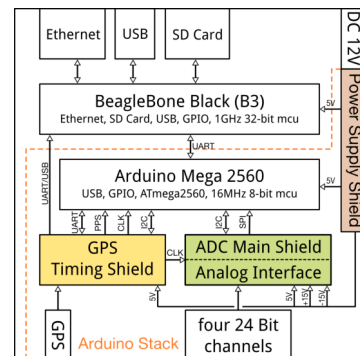 Ethernet
USB
SD Card
DC 12V
BeagleBone Black (B3)
Ethernet, SD Card, USB, GPIO, 1GHz 32-bit mcu
5V
Power Supply Shield
UART/USB
UART
Arduino Mega 2560
USB, GPIO, ATmega2560, 16MHz 8-bit mcu
5V
UART
PPS
CLK
I2C
I2C
SPI
GPS
Timing Shield
CLK
ADC Main Shield
Analog Interface
5V
5V
+15V
-15V
GPS
Arduino Stack
four 24 Bit
channels